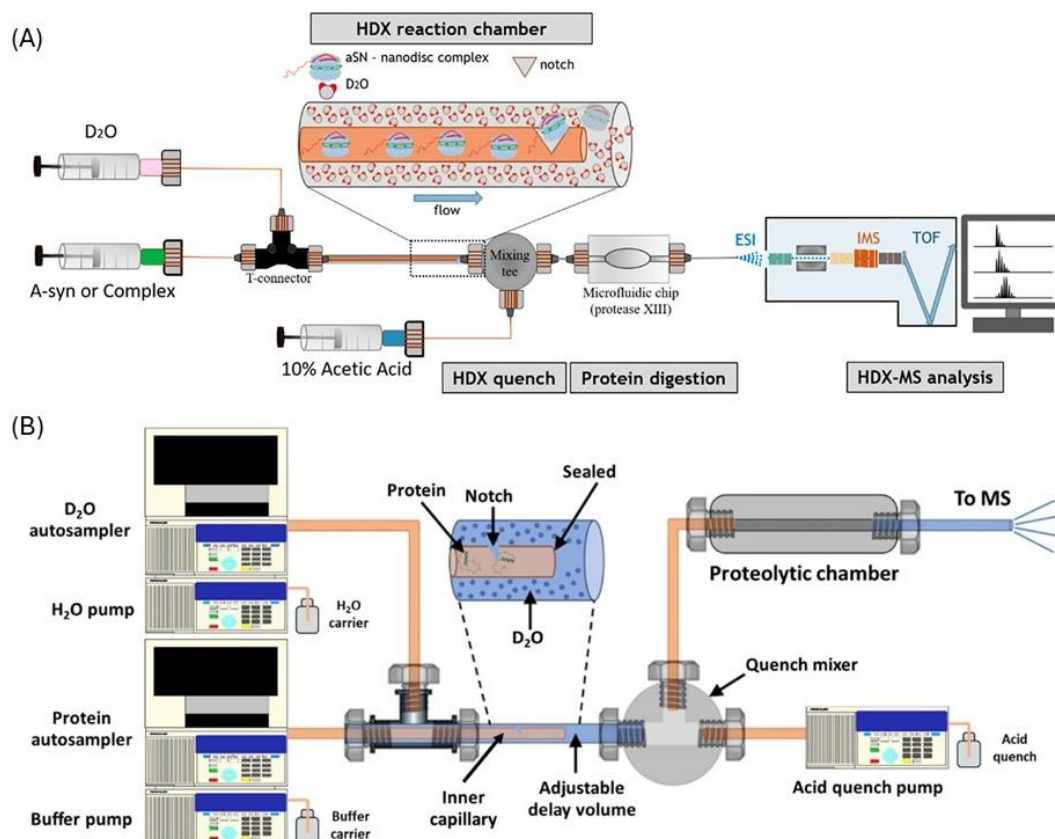 (A)
HDX reaction chamber
aSN - nanodisc complex
notch
D2O
D₂O
flow
ESI
IMS
TOF
T-connector
Mixing
tee
Microfluidic chip
(protease XIII)
A-syn or Complex
10% Acetic Acid
HDX quench
Protein digestion
HDX-MS analysis
(B)
D₂O
autosampler
H₂O pump
H₂O
carrier
Protein
autosampler
Buffer pump
Buffer
carrier
Protein
Notch
Sealed
D₂O
Inner
capillary
Adjustable
delay volume
To MS
Proteolytic chamber
Quench mixer
Acid quench pump
Acid
quench